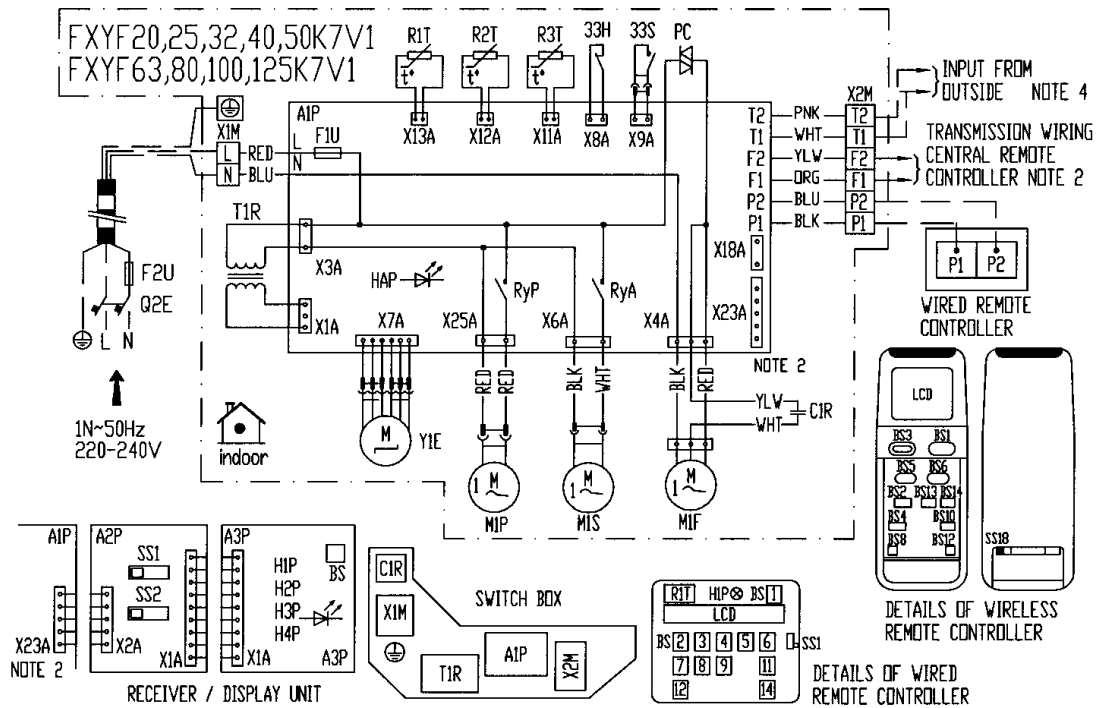 FXYF20,25,32,40,50K7V1
FXYF63,80,100,125K7V1
R1T R2T R3T 33H 33S PC
t° t° t°
X13A X12A X11A X8A X9A
A1P
X1M
L RED L F1U
N BLU N
T1R
X3A
X1A
HAP
X7A X25A RyP X6A RyA X4A
X18A
X23A
NOTE 2
T2 PNK T2
T1 WHT T1
F2 YLW F2
F1 ORG F1
P2 BLU P2
P1 BLK P1
X2M
INPUT FROM
OUTSIDE NOTE 4
TRANSMISSION WIRING
CENTRAL REMOTE
CONTROLLER NOTE 2
P1 P2
WIRED REMOTE
CONTROLLER
F2U
Q2E
L N
1N~50Hz
220-240V
indoor
RED RED BLK WHT BLK RED
YLW
WHT
C1R
M
Y1E
1 M ~
M1P
1 M ~
M1S
1 M ~
M1F
LCD
BS3 BS1
BS5 BS6
BS2 BS13 BS14
BS4 BS10
BS8 BS12
SS18
DETAILS OF WIRELESS
REMOTE CONTROLLER
A1P
X23A
NOTE 2
A2P
SS1
SS2
X2A
X1A
A3P
H1P
H2P
H3P
H4P
BS
X1A
A3P
RECEIVER / DISPLAY UNIT
C1R
X1M
SWITCH BOX
T1R
A1P
X2M
R1T H1P BS 1
LCD
BS 2 3 4 5 6 SS1
7 8 9 11
12 14
DETAILS OF WIRED
REMOTE CONTROLLER